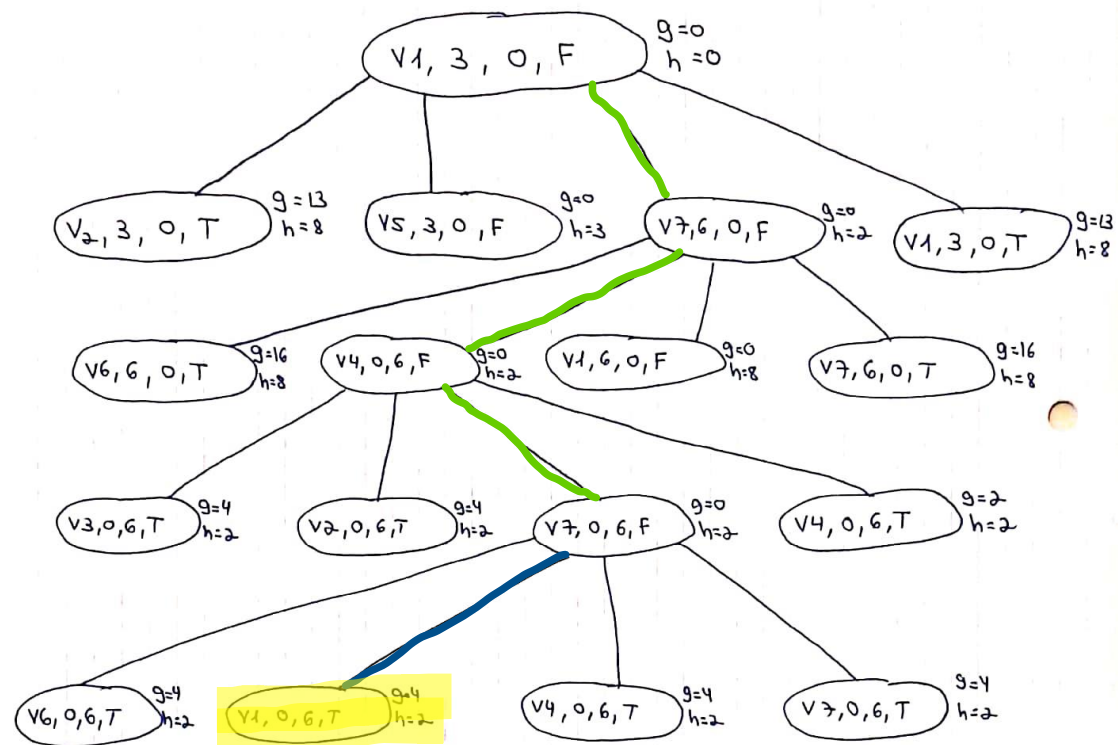 V1, 3, 0, F
g=0
h=0
V2, 3, 0, T
g=13
h=8
V5, 3, 0, F
g=0
h=3
V7, 6, 0, F
g=0
h=2
V1, 3, 0, T
g=13
h=8
V6, 6, 0, T
g=16
h=8
V4, 0, 6, F
g=0
h=2
V1, 6, 0, F
g=0
h=8
V7, 6, 0, T
g=16
h=8
V3, 0, 6, T
g=4
h=2
V2, 0, 6, T
g=4
h=2
V7, 0, 6, F
g=0
h=2
V4, 0, 6, T
g=2
h=2
V6, 0, 6, T
g=4
h=2
V1, 0, 6, T
g=4
h=2
V4, 0, 6, T
g=4
h=2
V7, 0, 6, T
g=4
h=2